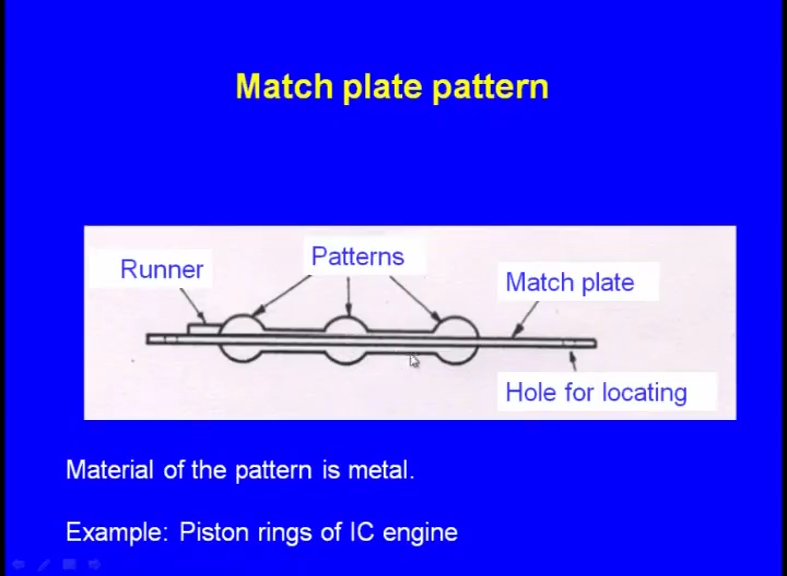 Match plate pattern
Runner
Patterns
Match plate
Hole for locating
Material of the pattern is metal.
Example: Piston rings of IC engine